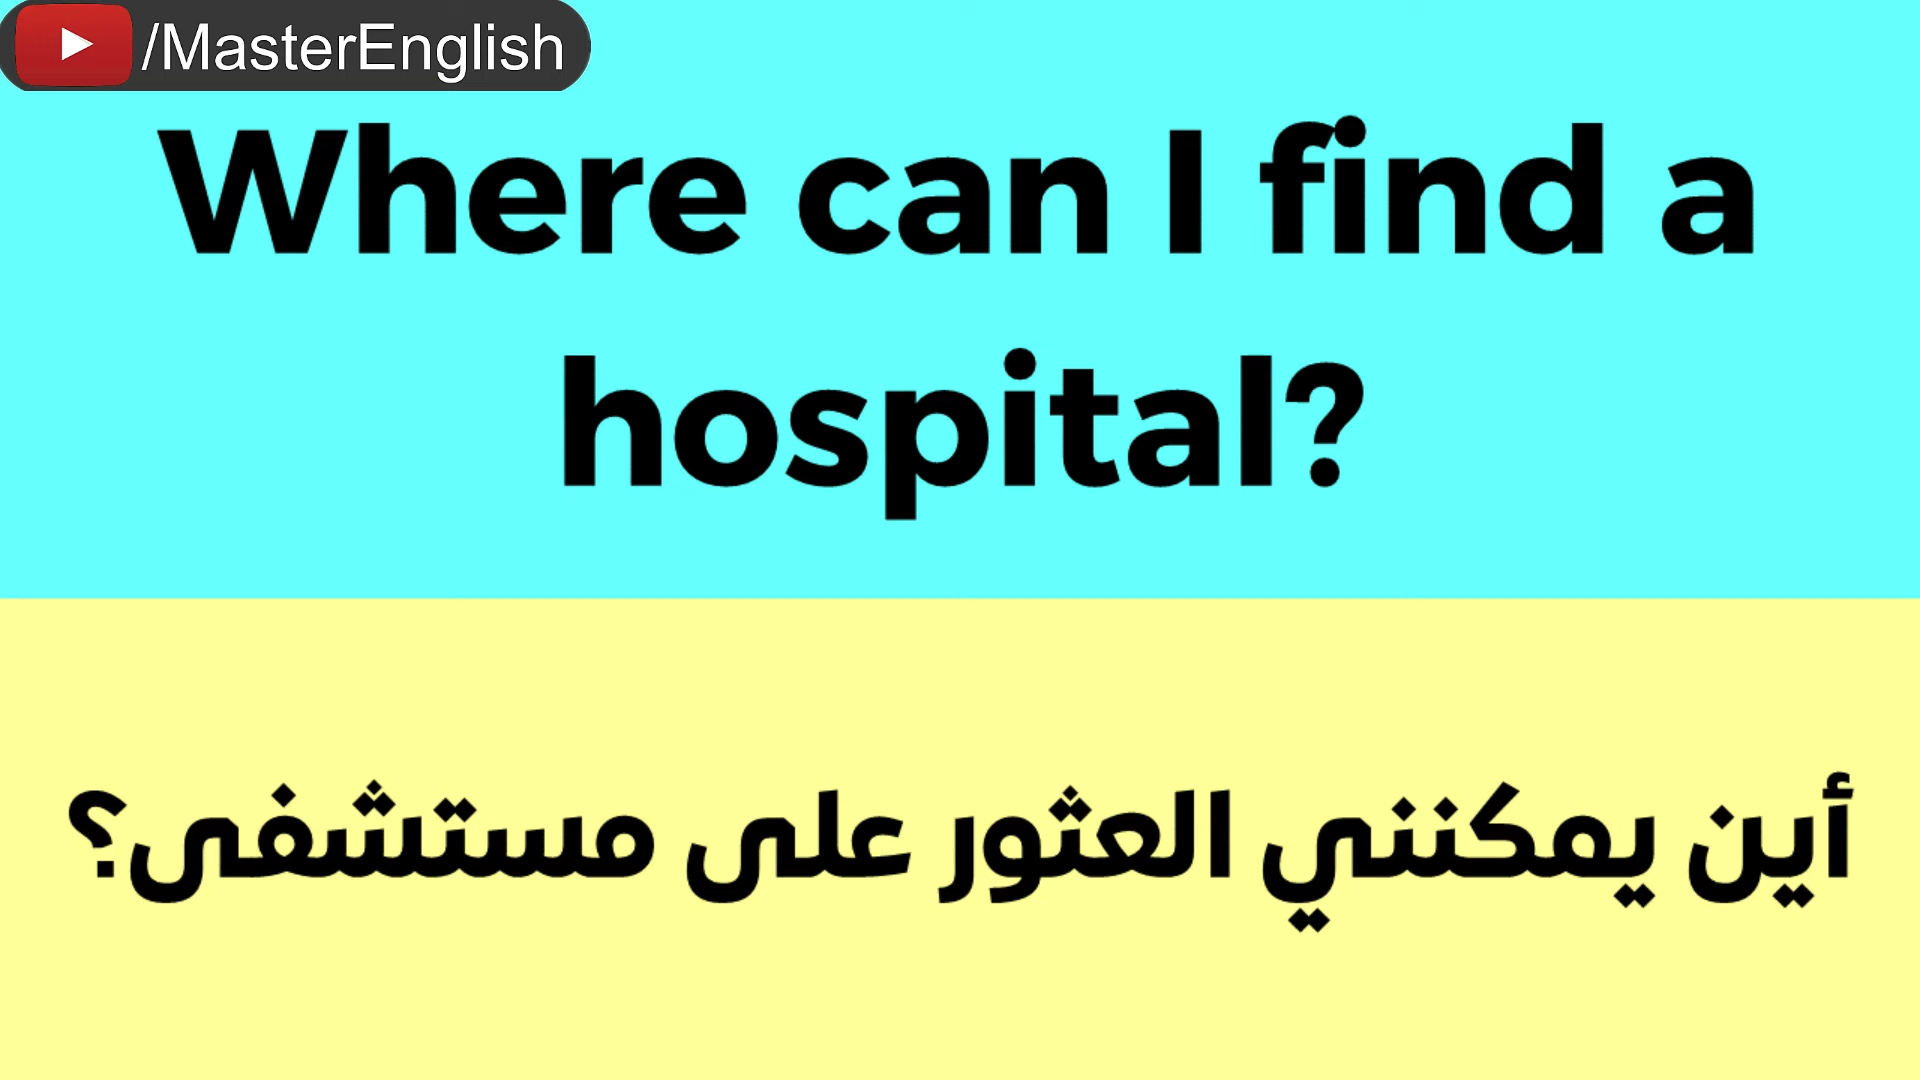 /MasterEnglish
Where can I find a
hospital?
أين يمكنني العثور على مستشفى؟